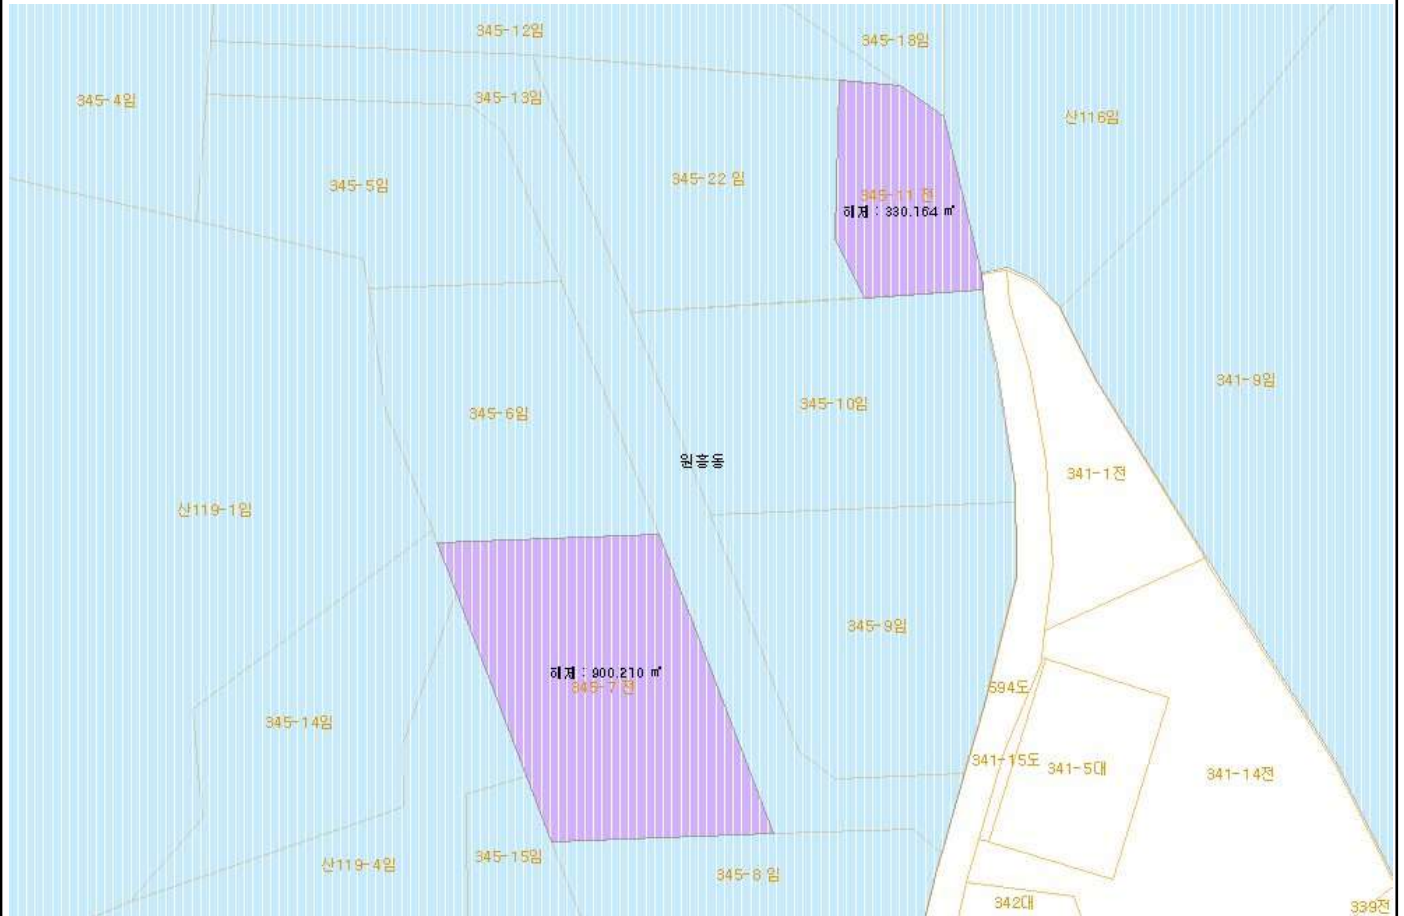 345-12임
345-18임
345-4임
345-13임
산116임
345-5임
345-22 임
345-11 전
해제 : 330.164 ㎡
341-9임
345-6임
345-10임
원흥동
341-1전
산119-1임
345-9임
해제 : 900.210 ㎡
345-7 전
594도
345-14임
341-15도
341-5대
341-14전
산119-4임
345-15임
345-8 임
342대
339전